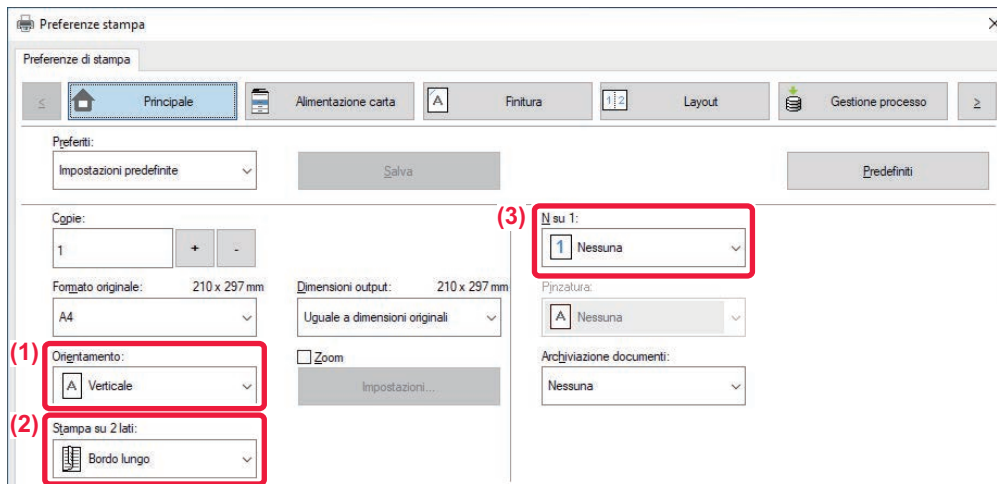 Preferenze stampa
Preferenze di stampa
< Principale Alimentazione carta A Finitura 1 2 Layout Gestione processo >
Preferiti:
Impostazioni predefinite Salva Predefiniti
Copie: (3) N su 1:
1 + - 1 Nessuna
Formato originale: 210 x 297 mm Dimensioni output: 210 x 297 mm Pinzatura:
A4 Uguale a dimensioni originali A Nessuna
(1) Orientamento: Zoom Archiviazione documenti:
A Verticale Impostazioni... Nessuna
(2) Stampa su 2 lati:
Bordo lungo